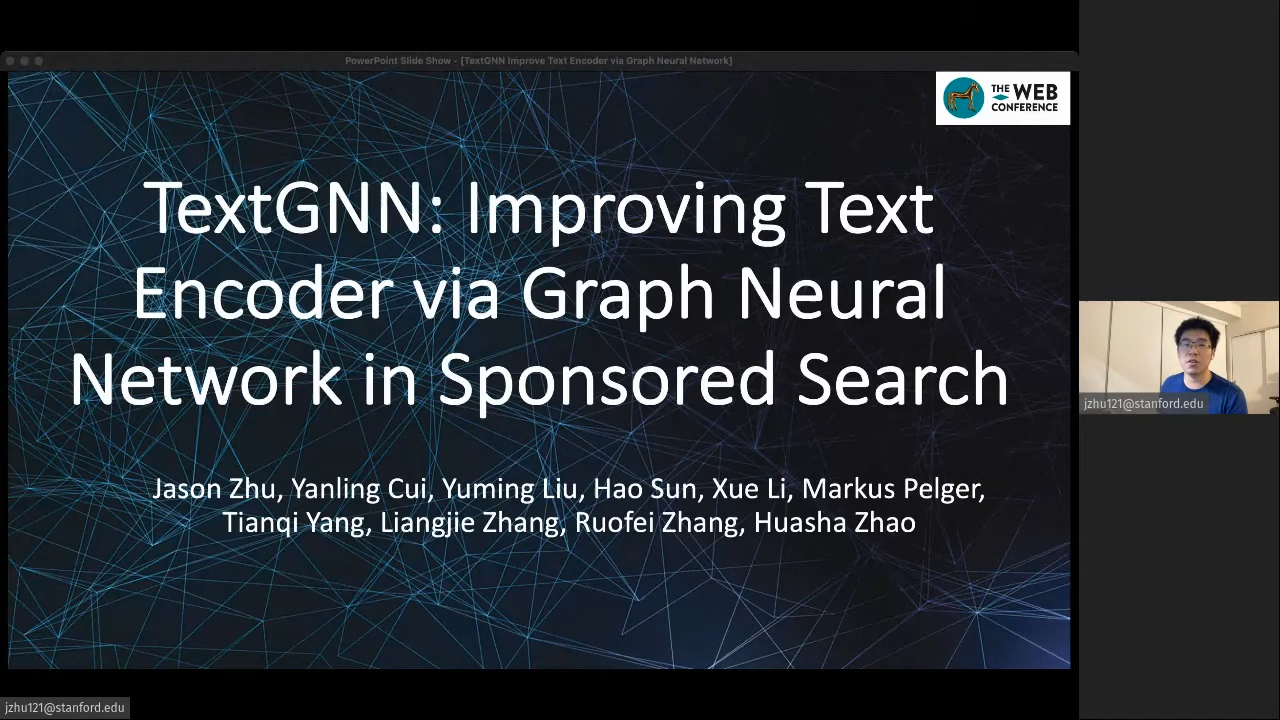 PowerPoint Slide Show - [TextGNN Improve Text Encoder via Graph Neural Network]
THE WEB
CONFERENCE
TextGNN: Improving Text
Encoder via Graph Neural
Network in Sponsored Search
Jason Zhu, Yanling Cui, Yuming Liu, Hao Sun, Xue Li, Markus Pelger,
Tianqi Yang, Liangjie Zhang, Ruofei Zhang, Huasha Zhao
jzhu121@stanford.edu
jzhu121@stanford.edu